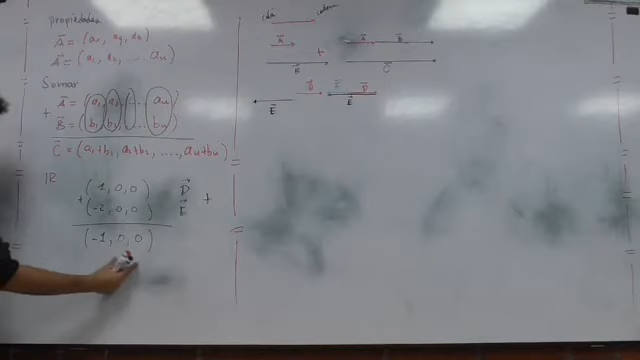 propiedades
A = (a₁, a₂, a₃)
A = (a₁, a₂, ... aₙ)
Sumar
A = (a₁, a₂, ... aₙ)
+
B = (b₁, b₂, ... bₙ)
C = (a₁+b₁, a₂+b₂, ...., aₙ+bₙ)
(1, 0, 0) D
+ (-2, 0, 0) E +
(-1, 0, 0)
cola
A
+
B
A B
C
D
E
E D